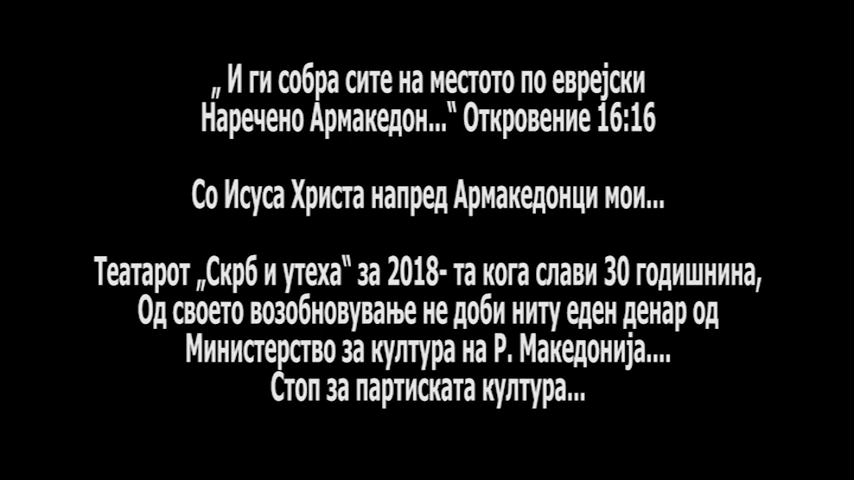 „ И ги собра сите на местото по еврејски
Наречено Армакедон...“ Откровение 16:16
Со Исуса Христа напред Армакедонци мои...
Театарот „Скрб и утеха“ за 2018- та кога слави 30 годишнина,
Од своето возобновување не доби ниту еден денар од
Министерство за култура на Р. Македонија....
Стоп за партиската култура...